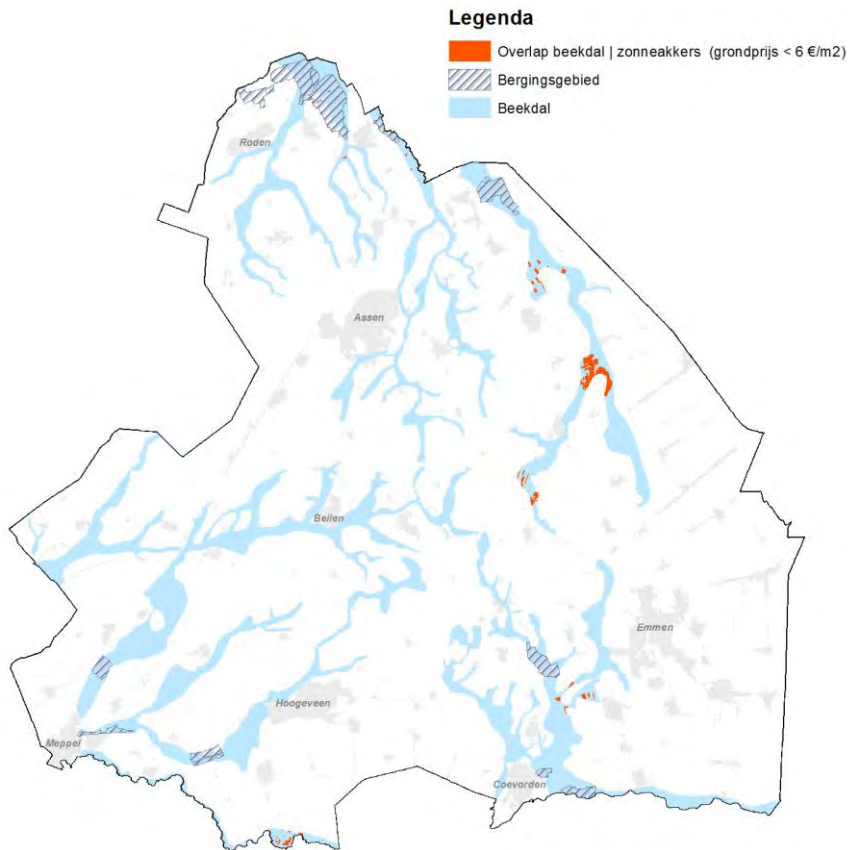 Legenda
Overlap beekdal | zonneakkers (grondprijs < 6 €/m2)
Bergingsgebied
Beekdal
Roden
Assen
Beilen
Emmen
Hoogeveen
Meppel
Coevorden